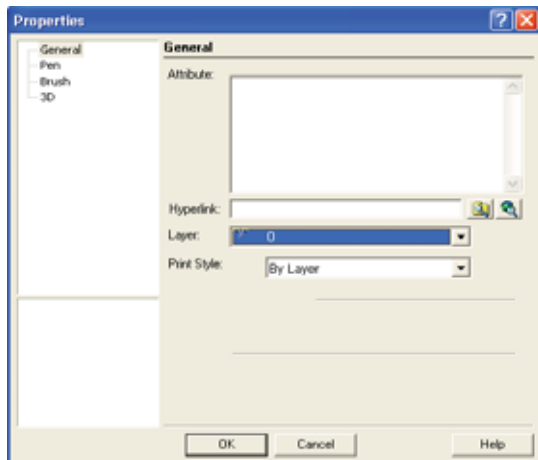 Properties
General
Pen
Brush
3D
General
Attribute:
Hyperlink:
Layer:
0
Print Style:
By Layer
OK
Cancel
Help